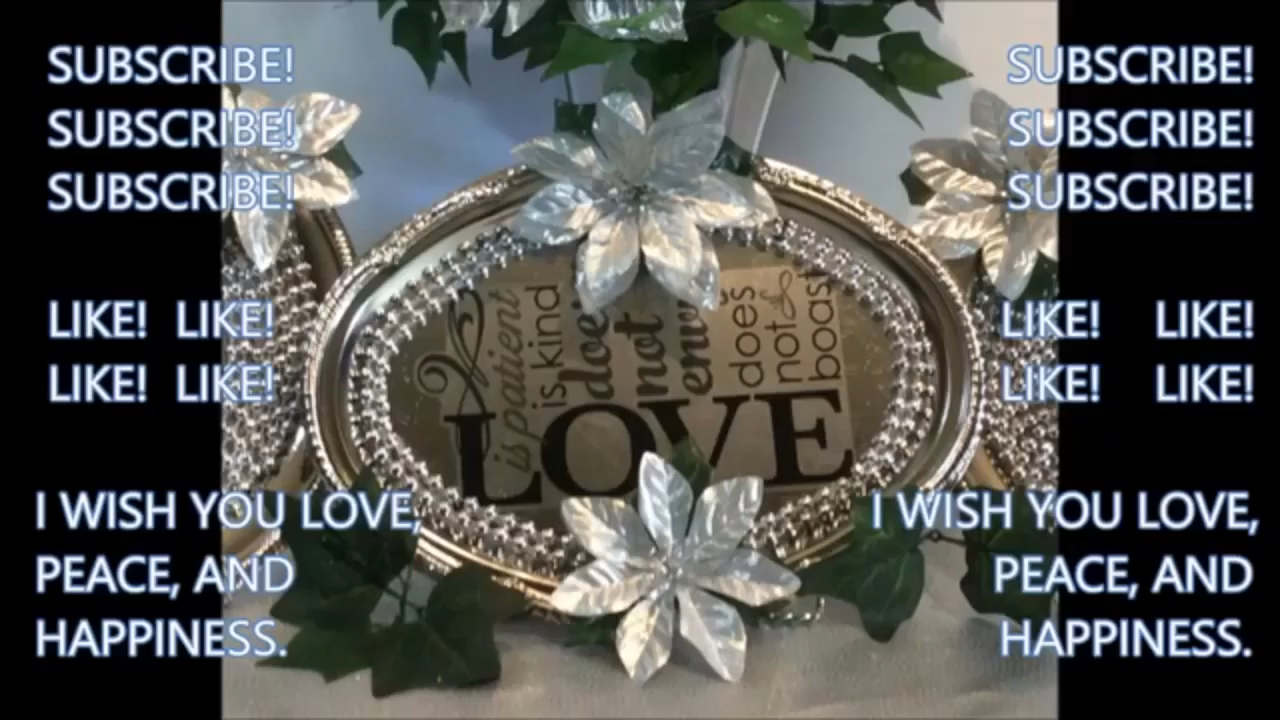 SUBSCRIBE!
SUBSCRIBE!
SUBSCRIBE!
LIKE! LIKE!
LIKE! LIKE!
I WISH YOU LOVE,
PEACE, AND
HAPPINESS.
LOVE
is patient
is kind
does
not
does
not
boast
SUBSCRIBE!
SUBSCRIBE!
SUBSCRIBE!
LIKE! LIKE!
LIKE! LIKE!
I WISH YOU LOVE,
PEACE, AND
HAPPINESS.